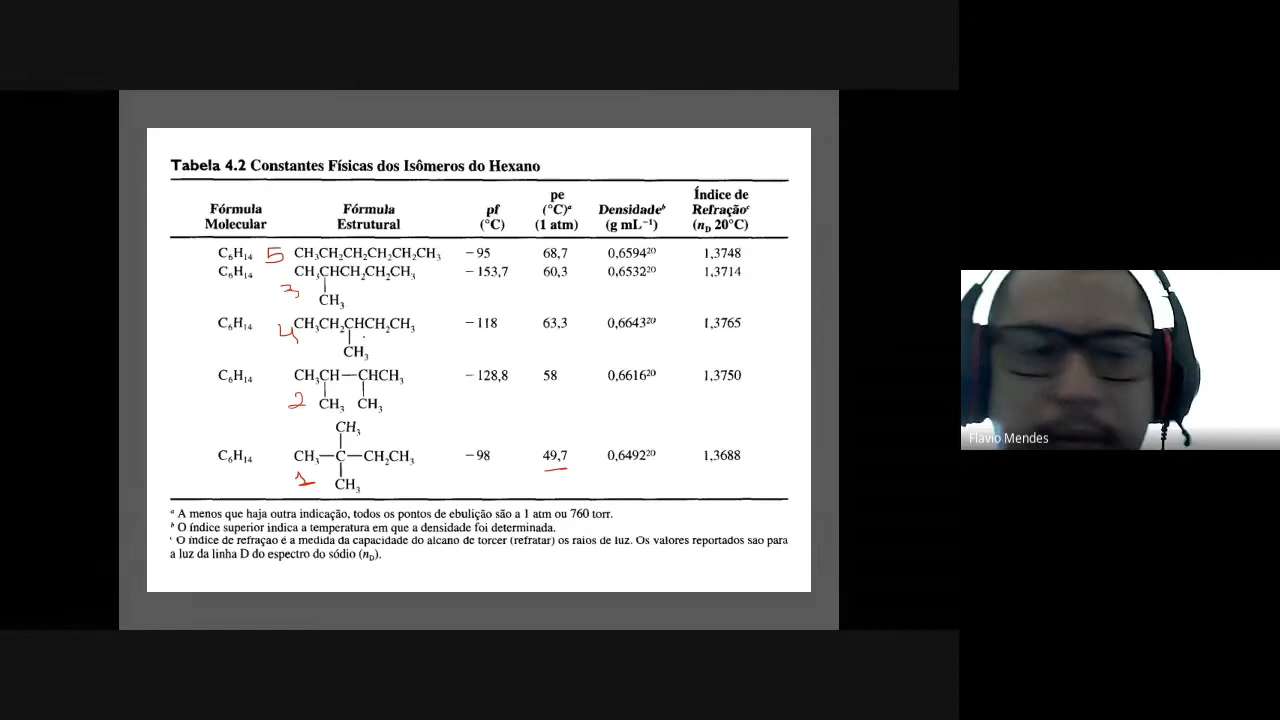 Tabela 4.2 Constantes Físicas dos Isômeros do Hexano
Fórmula Molecular Fórmula Estrutural pf (°C) pe (°C)ᵃ (1 atm) Densidadeᵇ (g mL⁻¹) Índice de Refraçãoᶜ (n_D 20°C)
C₆H₁₄ 5 CH₃CH₂CH₂CH₂CH₂CH₃ −95 68,7 0,6594²⁰ 1,3748
C₆H₁₄ CH₃CHCH₂CH₂CH₃ −153,7 60,3 0,6532²⁰ 1,3714
3 CH₃
C₆H₁₄ 4 CH₃CH₂CHCH₂CH₃ −118 63,3 0,6643²⁰ 1,3765
CH₃
C₆H₁₄ CH₃CH—CHCH₃ −128,8 58 0,6616²⁰ 1,3750
2 CH₃ CH₃
CH₃
C₆H₁₄ CH₃—C—CH₂CH₃ −98 49,7 0,6492²⁰ 1,3688
1 CH₃
ᵃ A menos que haja outra indicação, todos os pontos de ebulição são a 1 atm ou 760 torr.
ᵇ O índice superior indica a temperatura em que a densidade foi determinada.
ᶜ O índice de refração é a medida da capacidade do alcano de torcer (refratar) os raios de luz. Os valores reportados são para
a luz da linha D do espectro do sódio (n_D).
Flavio Mendes